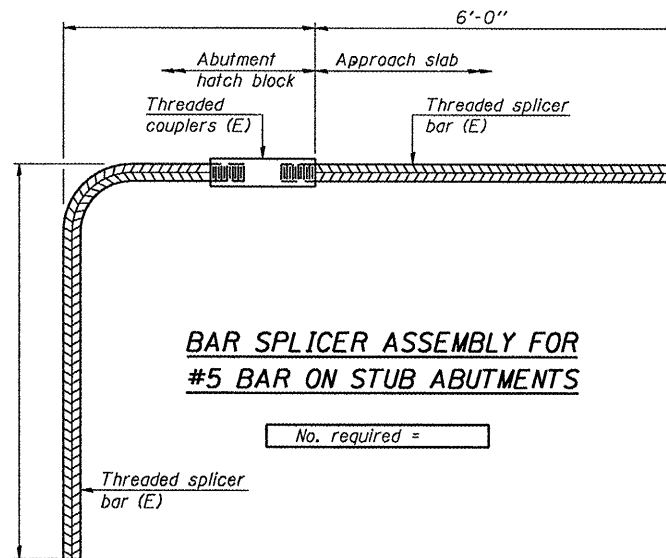 6'-0"
Abutment
hatch block
Approach slab
Threaded
couplers (E)
Threaded splicer
bar (E)
BAR SPLICER ASSEMBLY FOR
#5 BAR ON STUB ABUTMENTS
No. required =
Threaded splicer
bar (E)